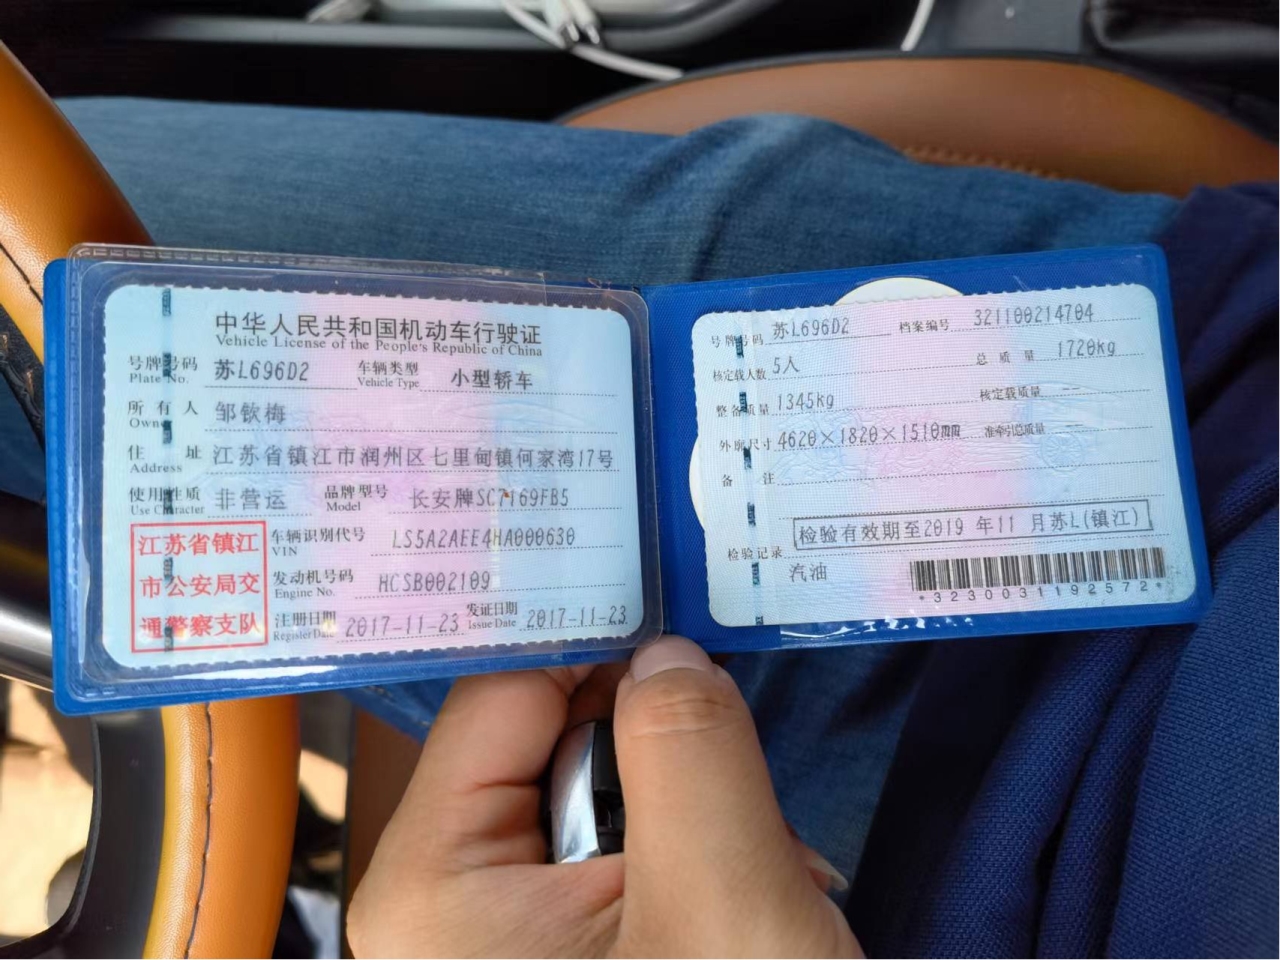 中华人民共和国机动车行驶证
Vehicle License of the People's Republic of China
号牌号码 苏L696D2 车辆类型 小型轿车
Plate No. Vehicle Type
所有人 邹钦梅
Owner
住址 江苏省镇江市润州区七里甸镇何家湾17号
Address
使用性质 非营运 品牌型号 长安牌SC7169FB5
Use Character Model
江苏省镇江
市公安局交
通警察支队
车辆识别代号 LS5A2AEE4HA000630
VIN
发动机号码 HCSB002109
Engine No.
注册日期 2017-11-23 发证日期 2017-11-23
Register Date Issue Date
号牌号码 苏L696D2 档案编号 321100214704
核定载人数 5人 总质量 1720kg
整备质量 1345kg 核定载质量 --
外廓尺寸 4620×1820×1510mm 准牵引总质量 --
备注
检验有效期至2019 年11 月苏L(镇江)
检验记录
汽油
*3230031192572*